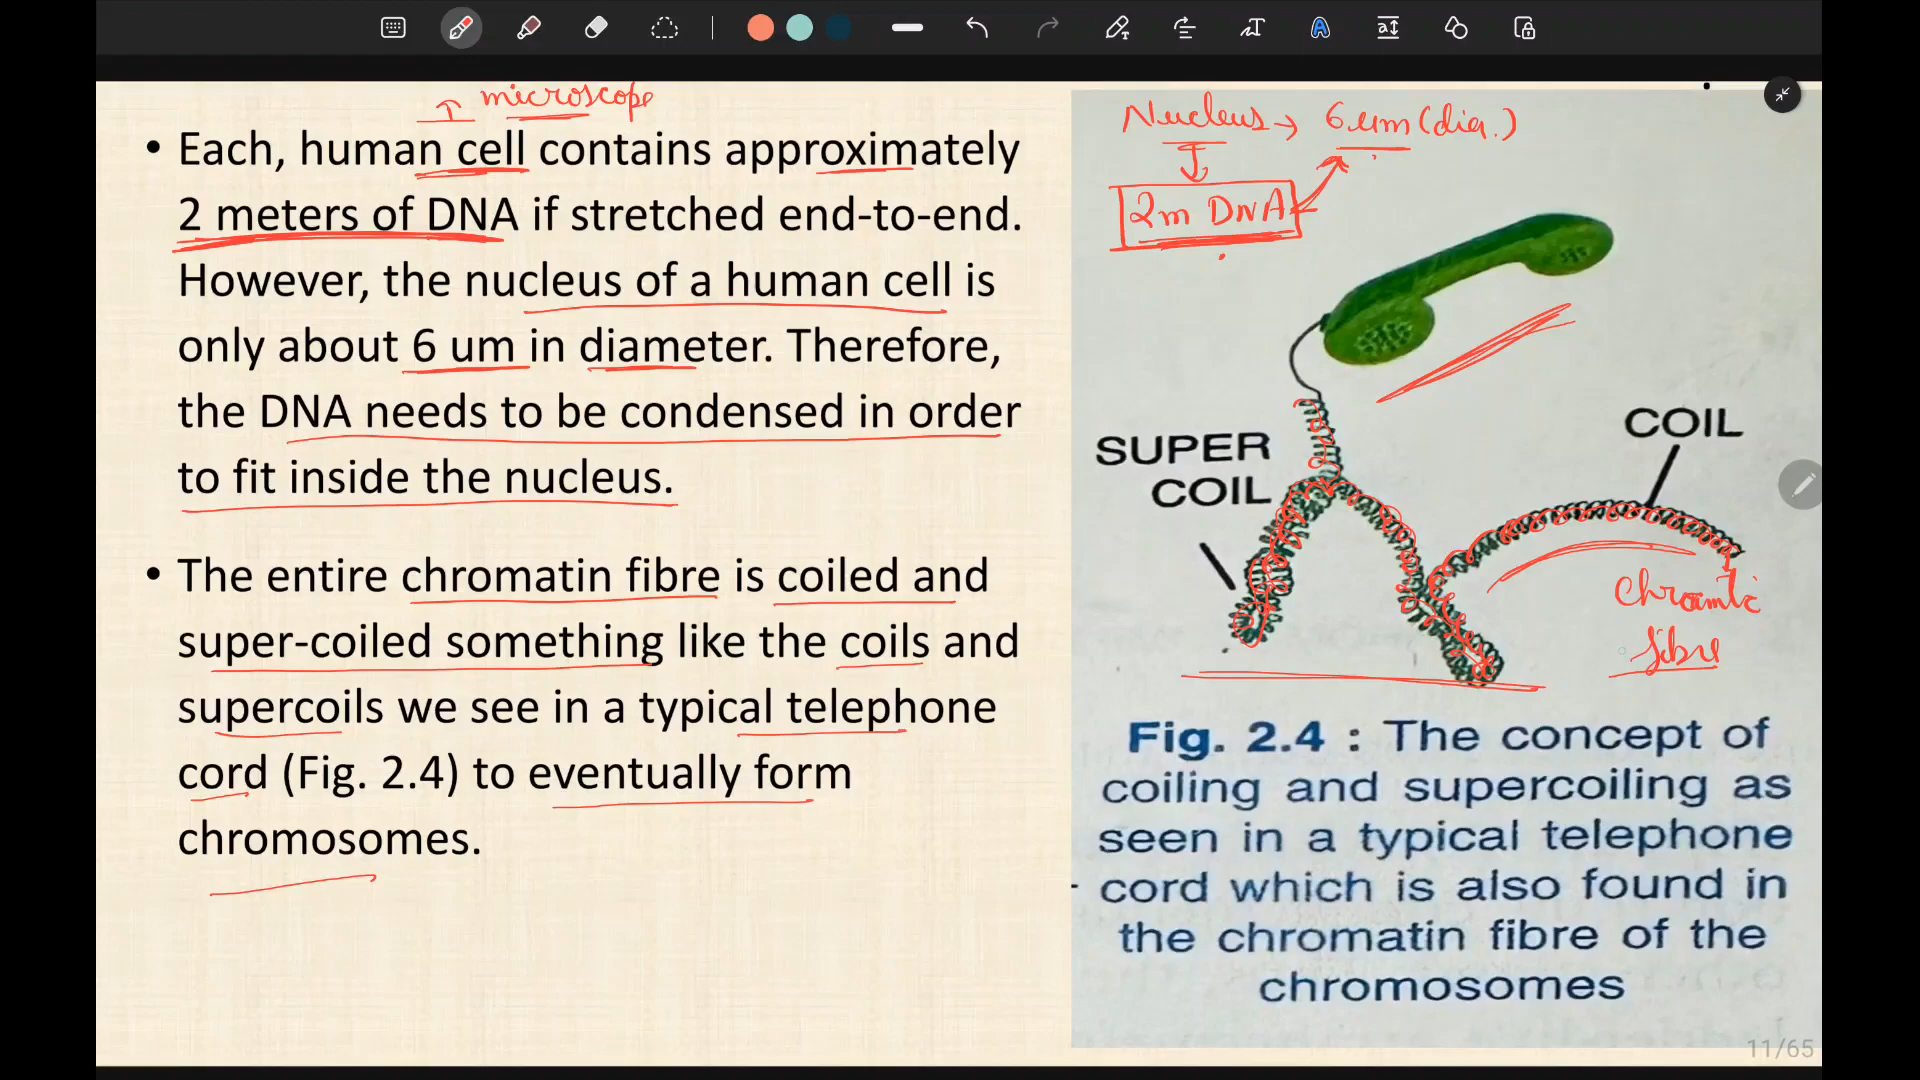 microscope
• Each, human cell contains approximately
2 meters of DNA if stretched end-to-end.
However, the nucleus of a human cell is
only about 6 um in diameter. Therefore,
the DNA needs to be condensed in order
to fit inside the nucleus.
• The entire chromatin fibre is coiled and
super-coiled something like the coils and
supercoils we see in a typical telephone
cord (Fig. 2.4) to eventually form
chromosomes.
Nucleus → 6 um (dia.)
2m DNA
SUPER
COIL
COIL
fibre
Fig. 2.4 : The concept of
coiling and supercoiling as
seen in a typical telephone
cord which is also found in
the chromatin fibre of the
chromosomes
11/65